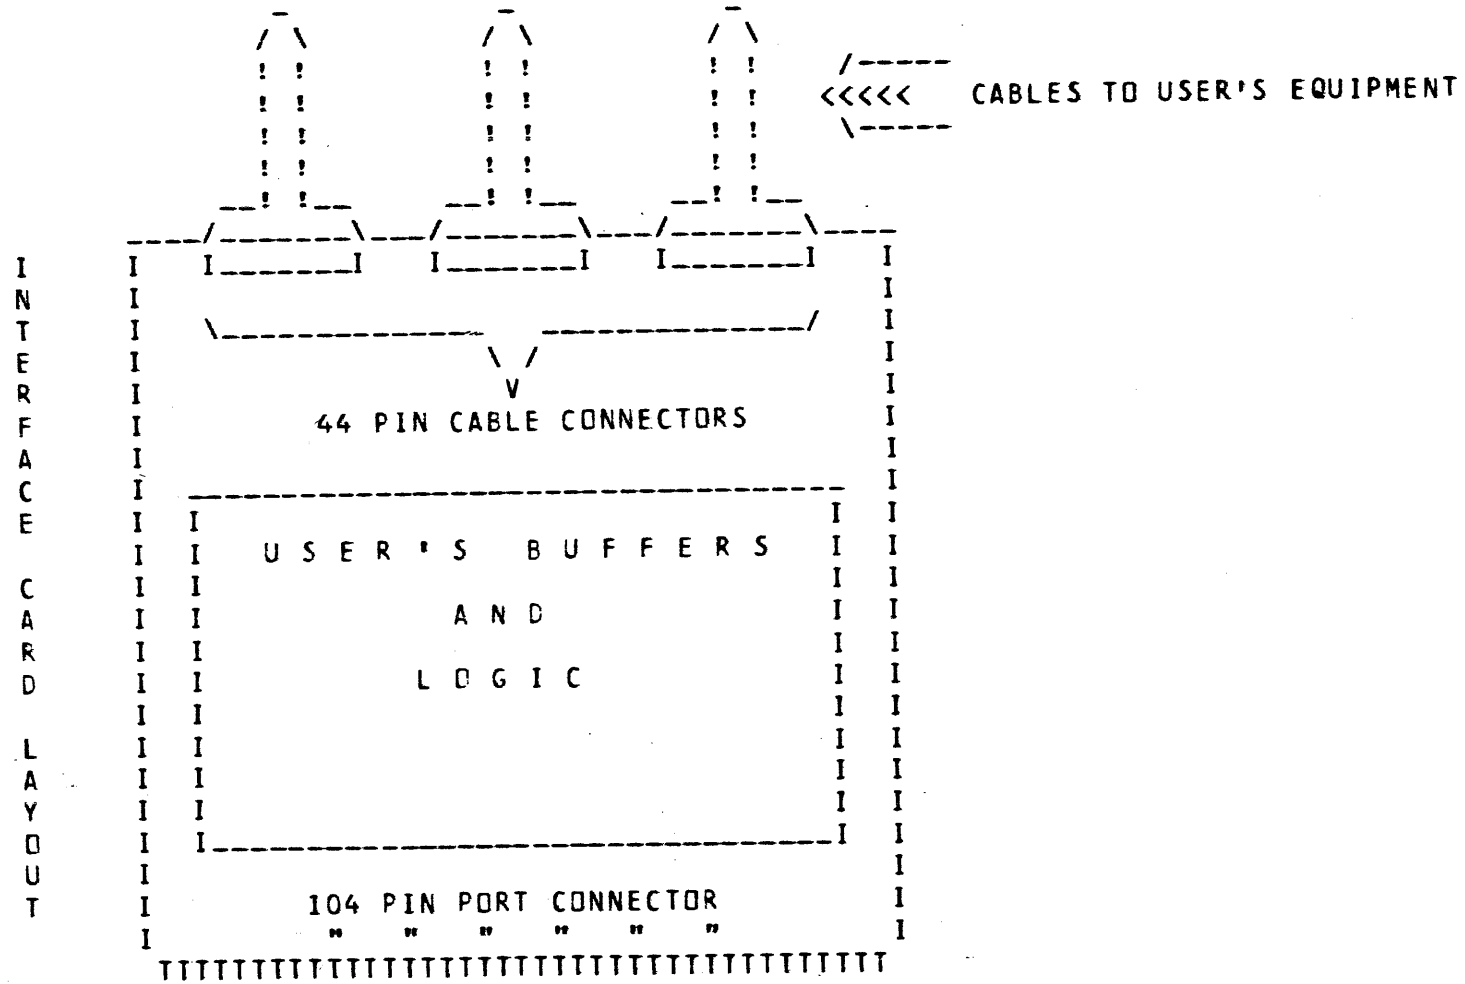 CABLES TO USER'S EQUIPMENT
INTERFACE CARD LAYOUT
44 PIN CABLE CONNECTORS
USER'S BUFFERS
AND
LOGIC
104 PIN PORT CONNECTOR